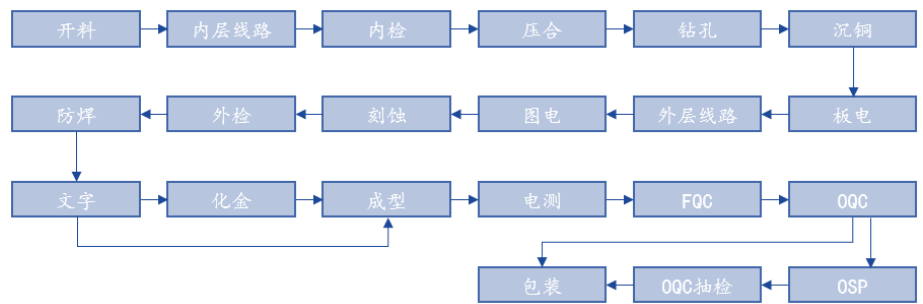 开料 内层线路 内检 压合 钻孔 沉铜
防焊 外检 刻蚀 图电 外层线路 板电
文字 化金 成型 电测 FQC OQC
包装 OQC抽检 OSP